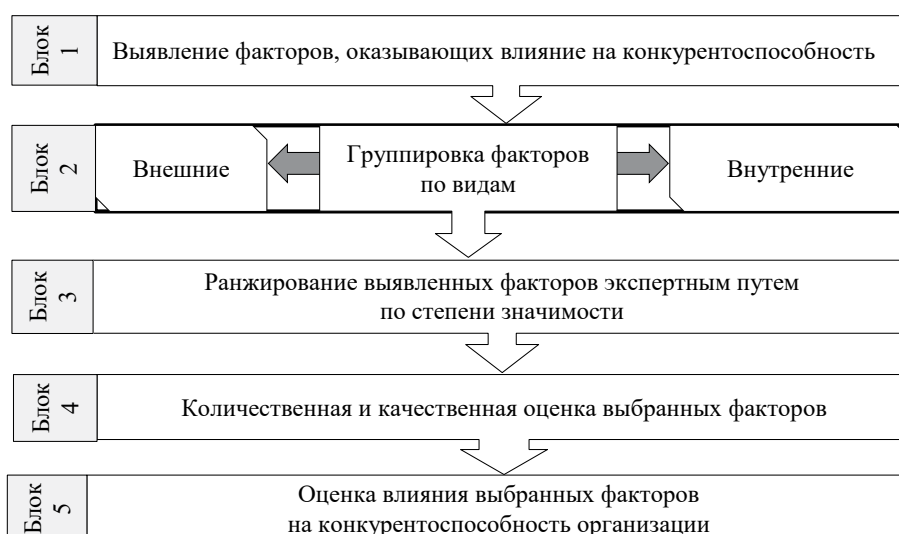 Блок 1
Выявление факторов, оказывающих влияние на конкурентоспособность
Блок 2
Внешние
Группировка факторов
по видам
Внутренние
Блок 3
Ранжирование выявленных факторов экспертным путем
по степени значимости
Блок 4
Количественная и качественная оценка выбранных факторов
Блок 5
Оценка влияния выбранных факторов
на конкурентоспособность организации